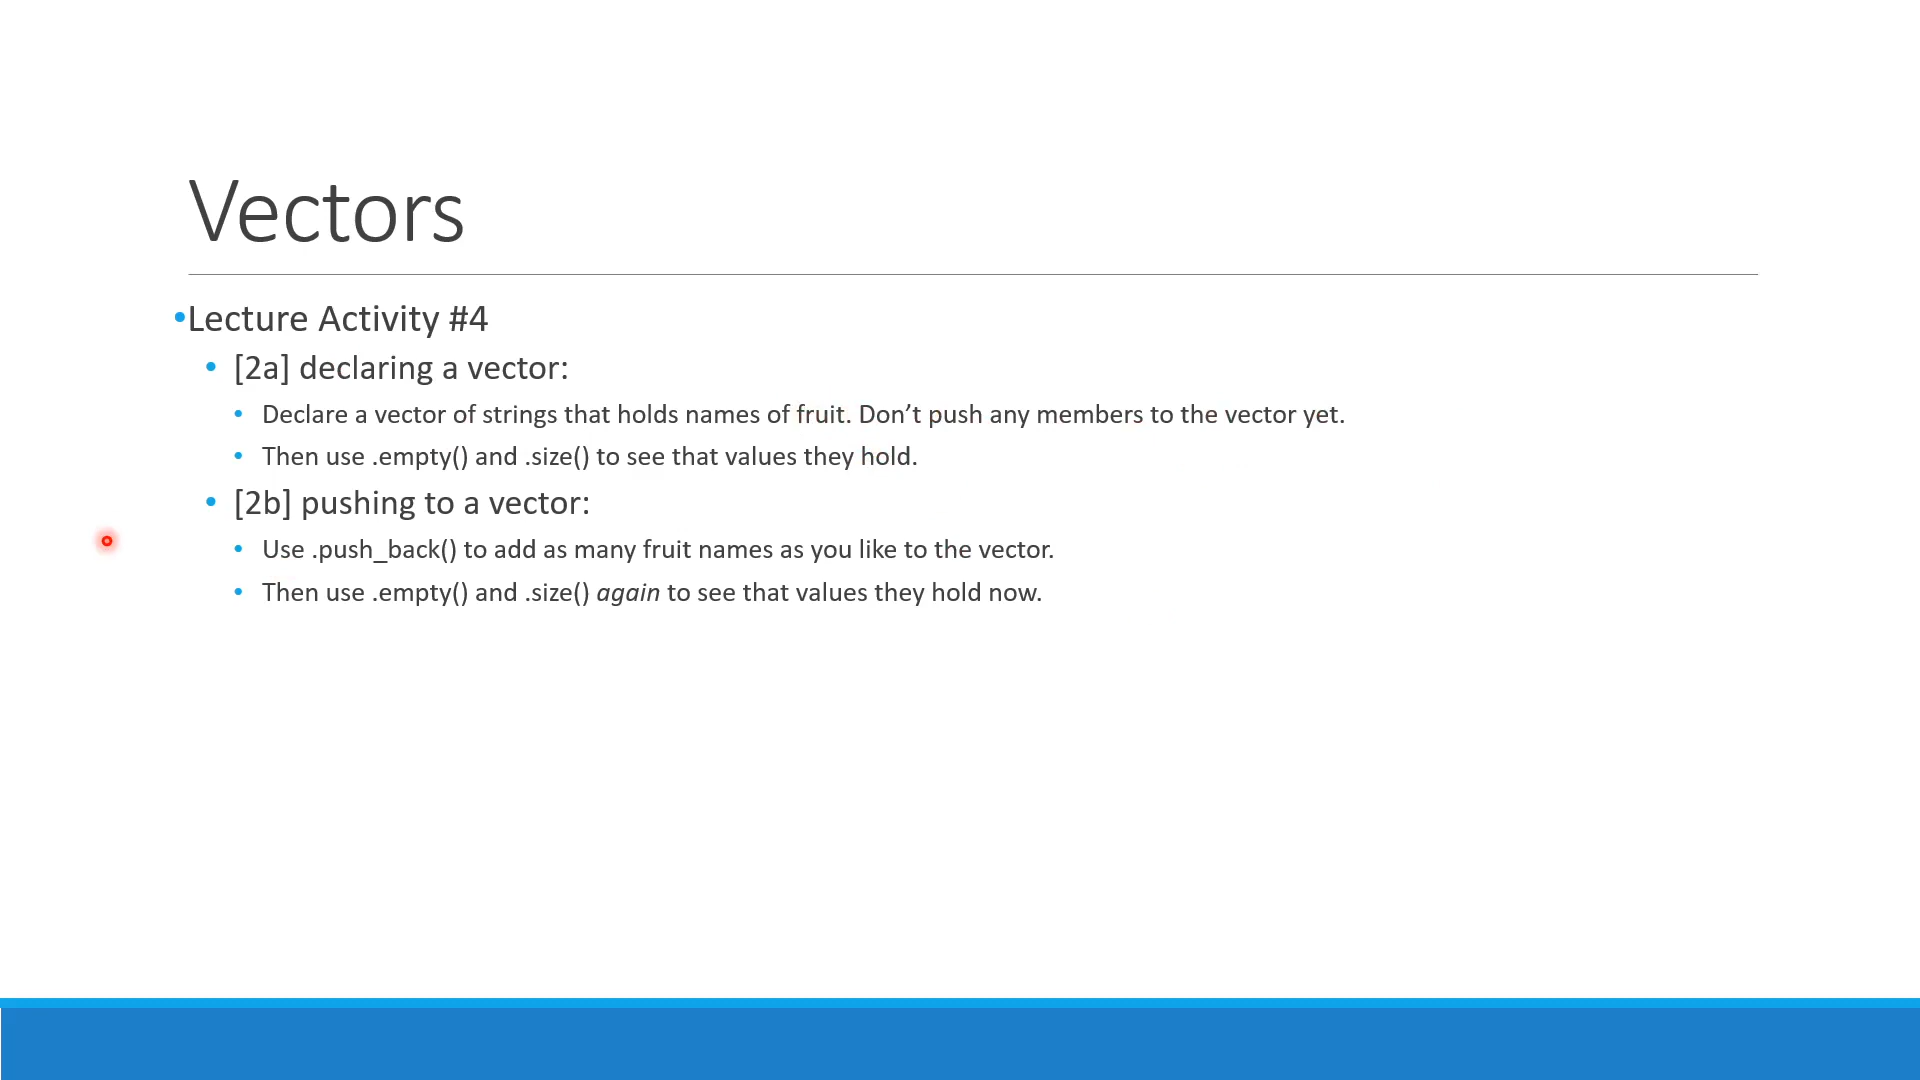 Vectors
•Lecture Activity #4
• [2a] declaring a vector:
• Declare a vector of strings that holds names of fruit. Don’t push any members to the vector yet.
• Then use .empty() and .size() to see that values they hold.
• [2b] pushing to a vector:
• Use .push_back() to add as many fruit names as you like to the vector.
• Then use .empty() and .size() again to see that values they hold now.